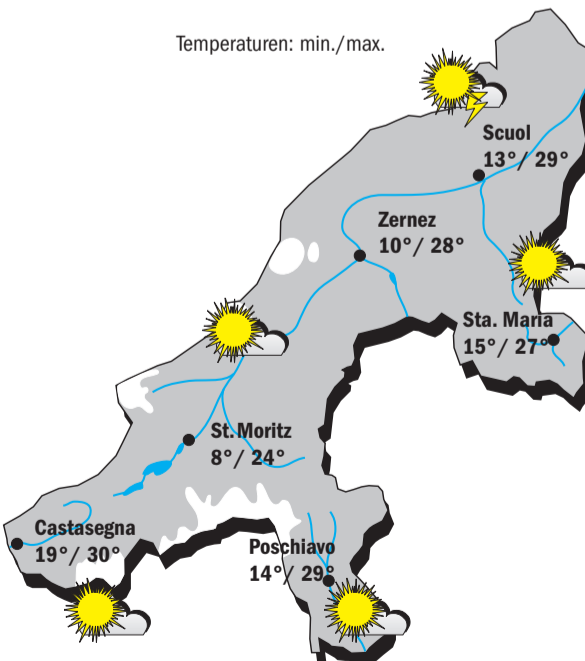 Temperaturen: min./max.
Scuol
13°/ 29°
Zernez
10°/ 28°
Sta. Maria
15°/ 27°
St. Moritz
8°/ 24°
Castasegna
19°/ 30°
Poschiavo
14°/ 29°